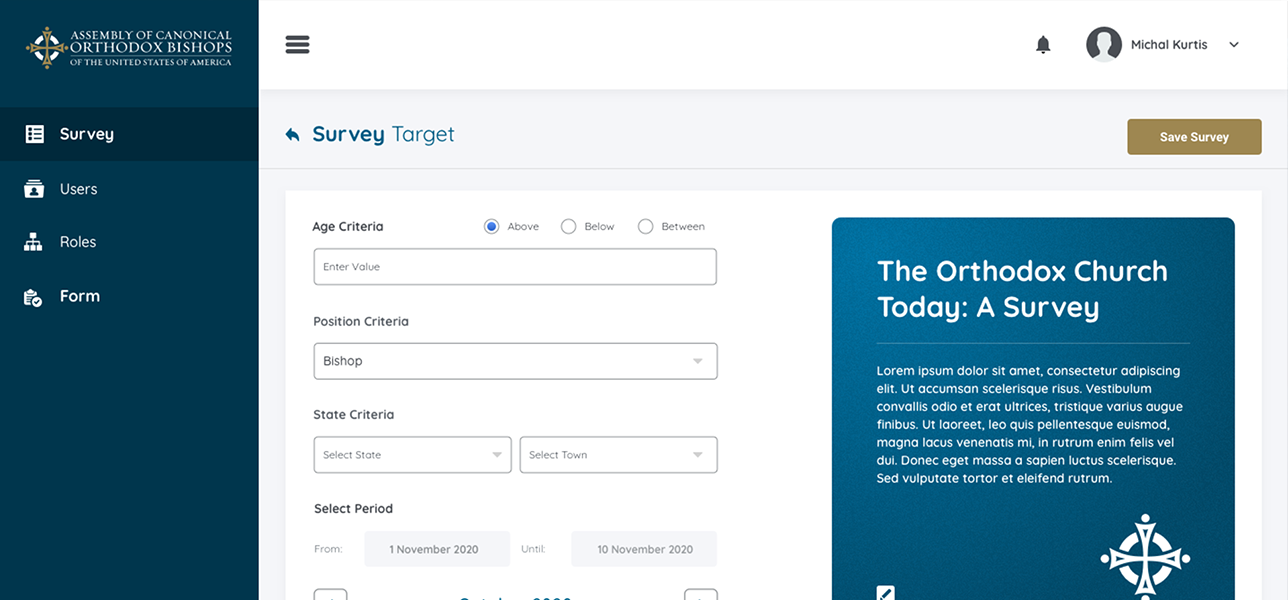 ASSEMBLY OF CANONICAL
ORTHODOX BISHOPS
OF THE UNITED STATES OF AMERICA
Michal Kurtis
Survey
Users
Roles
Form
Survey Target
Save Survey
Age Criteria
Above
Below
Between
Enter Value
Position Criteria
Bishop
State Criteria
Select State
Select Town
Select Period
From:
1 November 2020
Until:
10 November 2020
The Orthodox Church
Today: A Survey
Lorem ipsum dolor sit amet, consectetur adipiscing
elit. Ut accumsan scelerisque risus. Vestibulum
convallis odio et erat ultrices, tristique varius augue
finibus. Ut laoreet, leo quis pellentesque euismod,
magna lacus venenatis mi, in rutrum enim felis vel
dui. Donec eget massa a sapien luctus scelerisque.
Sed vulputate tortor et eleifend rutrum.